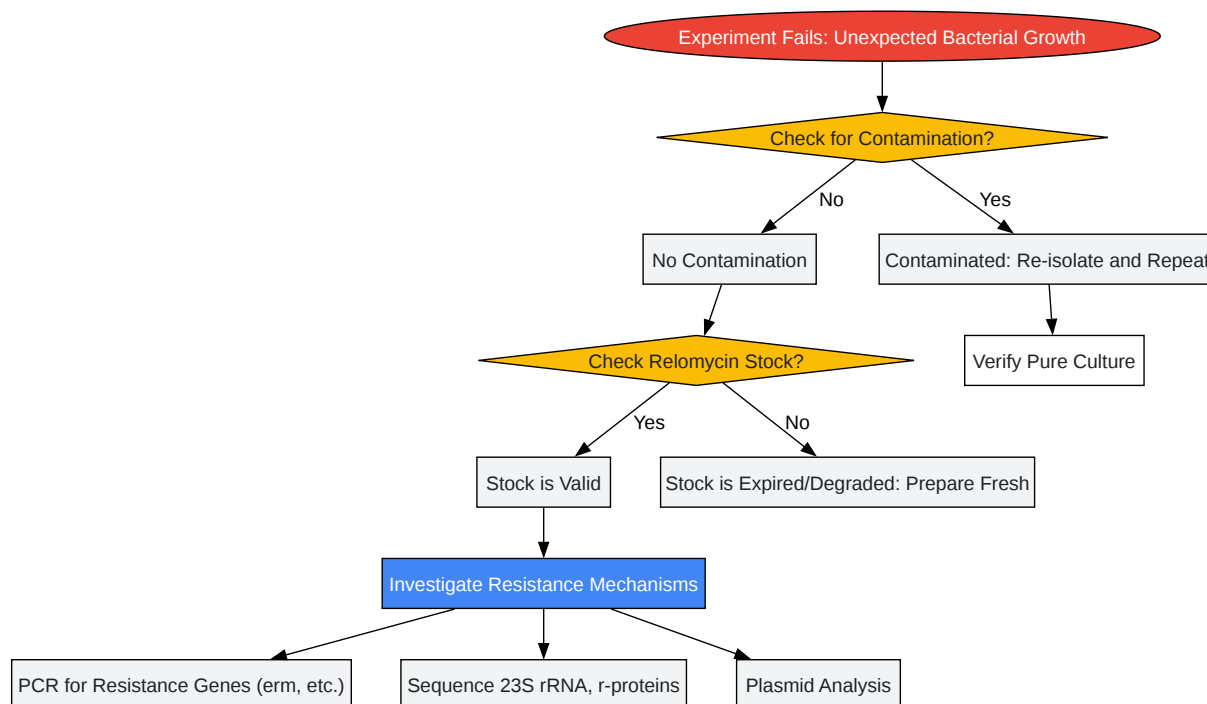 Experiment Fails: Unexpected Bacterial Growth
Check for Contamination?
No
Yes
No Contamination
Contaminated: Re-isolate and Repeat
Check Relomycin Stock?
Verify Pure Culture
Yes
No
Stock is Valid
Stock is Expired/Degraded: Prepare Fresh
Investigate Resistance Mechanisms
PCR for Resistance Genes (erm, etc.)
Sequence 23S rRNA, r-proteins
Plasmid Analysis